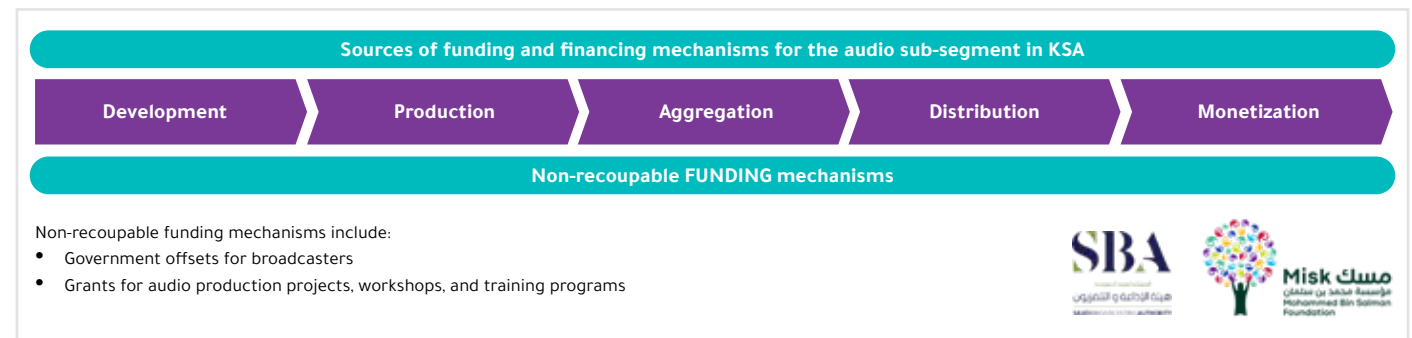 Sources of funding and financing mechanisms for the audio sub-segment in KSA
Development
Production
Aggregation
Distribution
Monetization
Non-recoupable FUNDING mechanisms
Non-recoupable funding mechanisms include:
• Government offsets for broadcasters
• Grants for audio production projects, workshops, and training programs
SBA
هيئة الإذاعة والتلفزيون
Misk مسك
مؤسسة محمد بن سلمان
Mohammed Bin Salman
Foundation